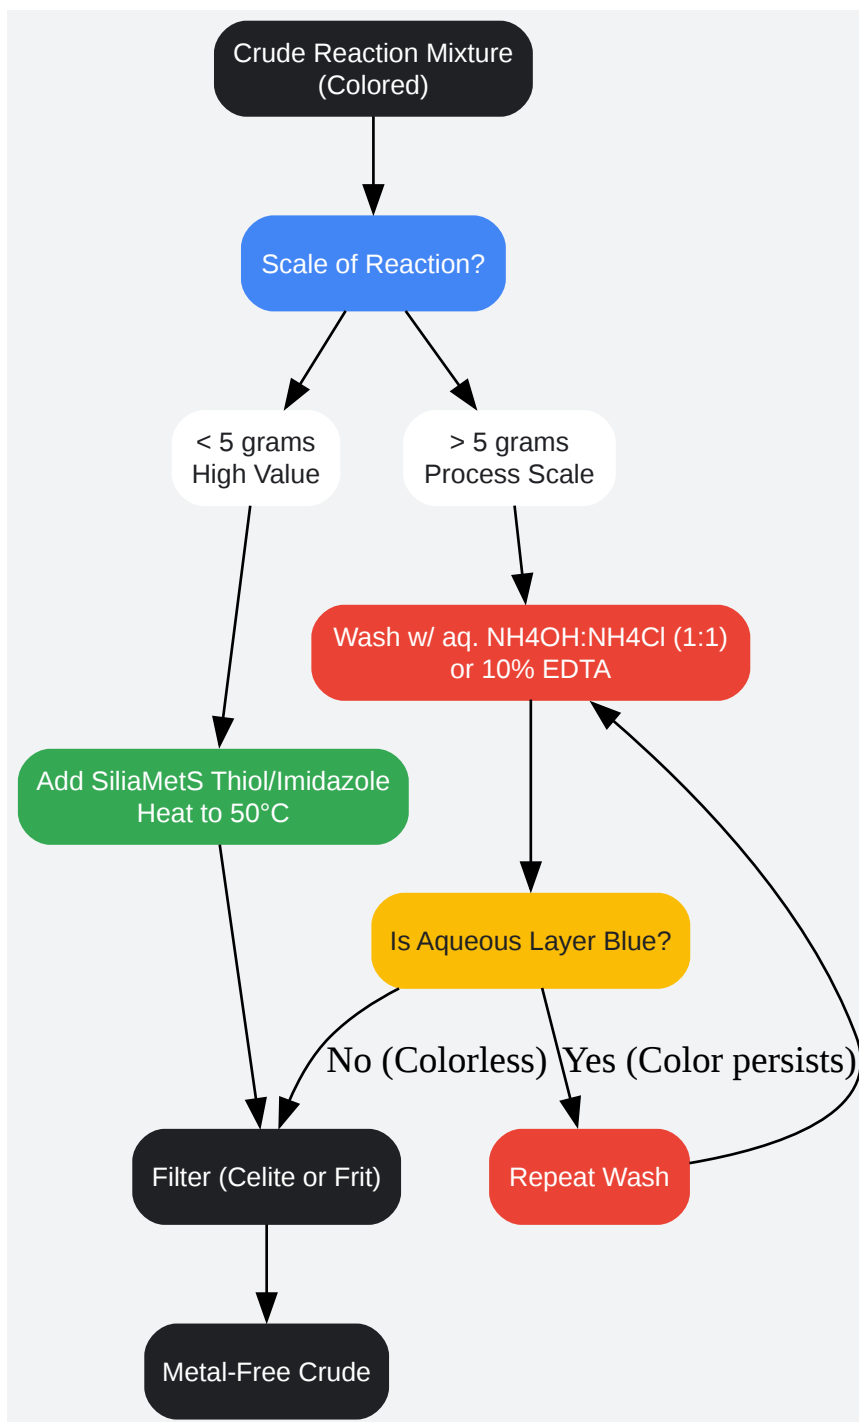 Crude Reaction Mixture
(Colored)
Scale of Reaction?
< 5 grams
High Value
> 5 grams
Process Scale
Wash w/ aq. NH4OH:NH4Cl (1:1)
or 10% EDTA
Add SiliaMetS Thiol/Imidazole
Heat to 50°C
Is Aqueous Layer Blue?
No (Colorless)
Yes (Color persists)
Filter (Celite or Frit)
Repeat Wash
Metal-Free Crude